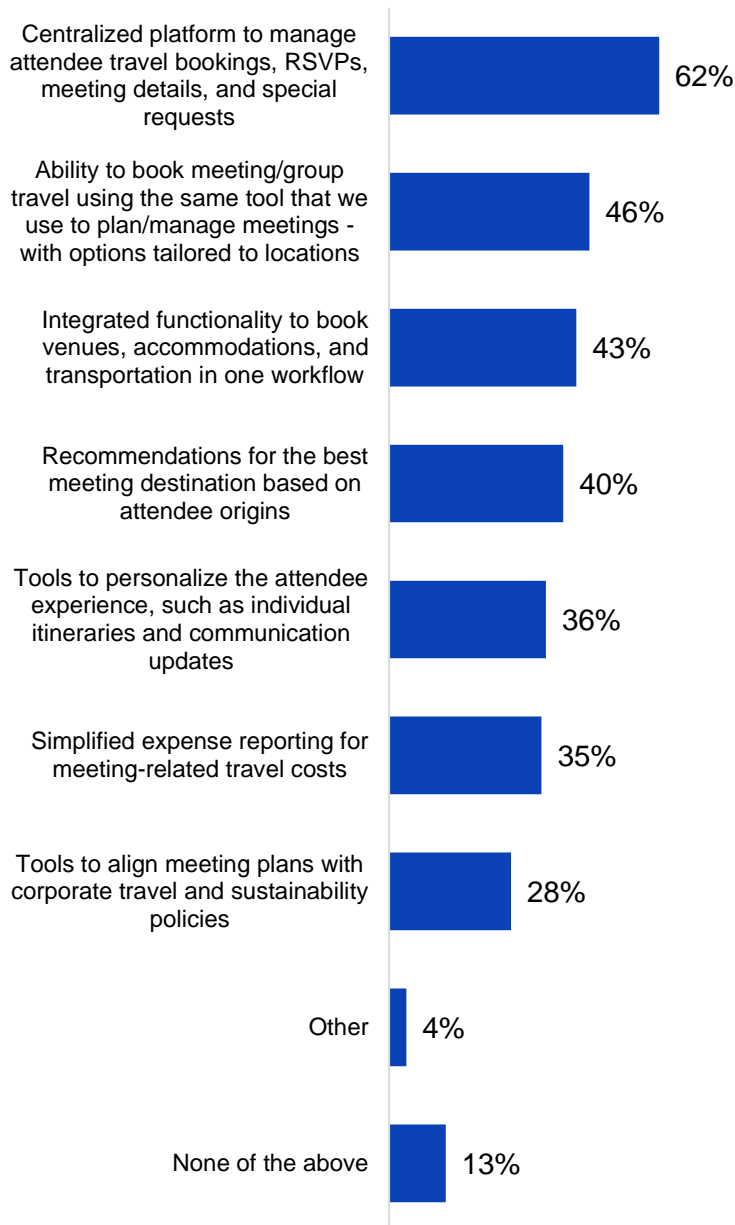 Centralized platform to manage
attendee travel bookings, RSVPs,
meeting details, and special
requests
62%
Ability to book meeting/group
travel using the same tool that we
use to plan/manage meetings -
with options tailored to locations
46%
Integrated functionality to book
venues, accommodations, and
transportation in one workflow
43%
Recommendations for the best
meeting destination based on
attendee origins
40%
Tools to personalize the attendee
experience, such as individual
itineraries and communication
updates
36%
Simplified expense reporting for
meeting-related travel costs
35%
Tools to align meeting plans with
corporate travel and sustainability
policies
28%
Other
4%
None of the above
13%